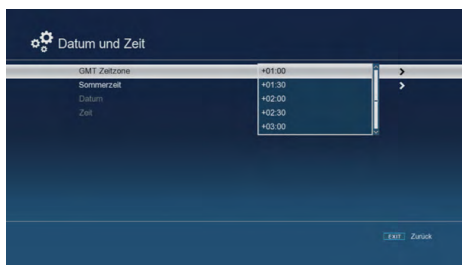 Datum und Zeit
GMT Zeitzone +01:00
Sommerzeit +01:30
Datum +02:00
Zeit +02:30
+03:00
EXIT Zurück